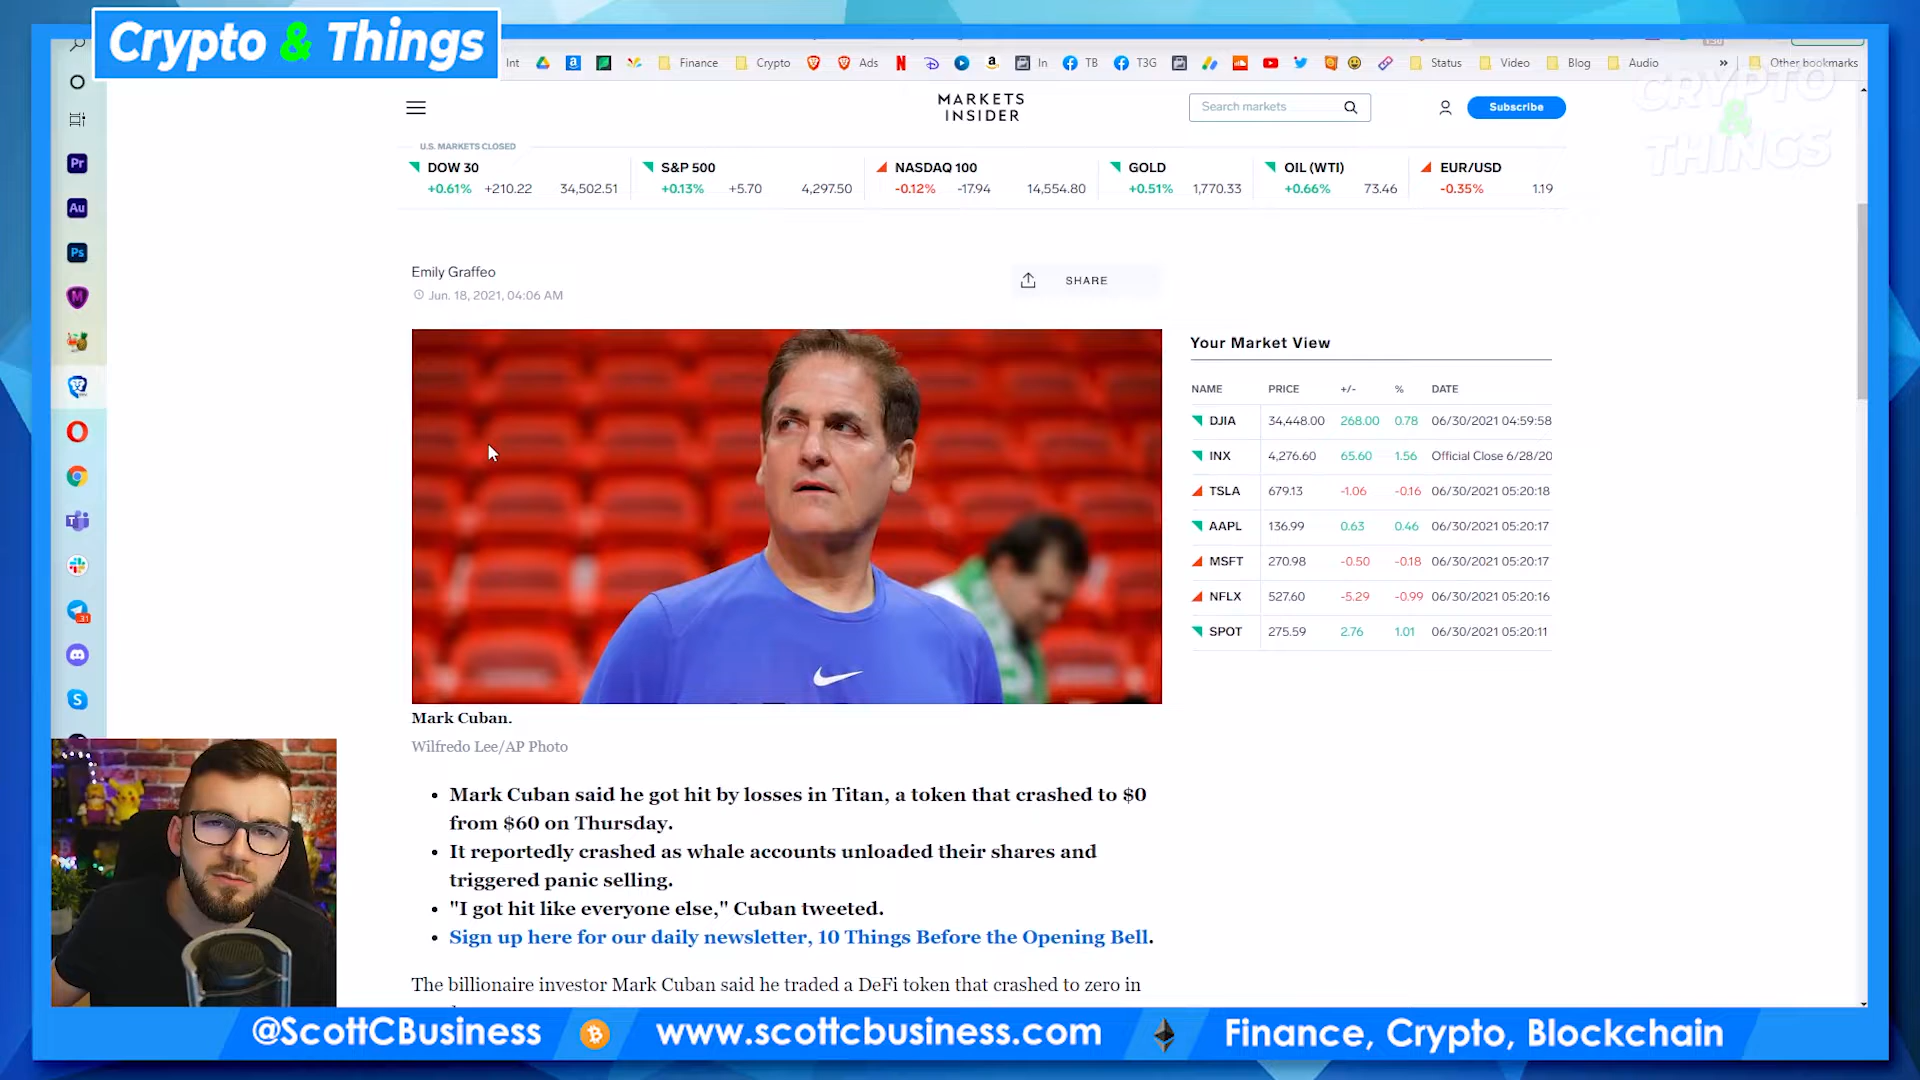 Crypto & Things
Int
Finance
Crypto
Ads
In
TB
T3G
Status
Video
Blog
Audio
»
Other bookmarks
CRYPTO
&
THINGS
MARKETS
INSIDER
Search markets
Subscribe
U.S. MARKETS CLOSED
DOW 30
+0.61% +210.22 34,502.51
S&P 500
+0.13% +5.70 4,297.50
NASDAQ 100
-0.12% -17.94 14,554.80
GOLD
+0.51% 1,770.33
OIL (WTI)
+0.66% 73.46
EUR/USD
-0.35% 1.19
Pr
Au
Ps
M
S
31
Emily Graffeo
Jun. 18, 2021, 04:06 AM
SHARE
Your Market View
NAME PRICE +/- % DATE
DJIA 34,448.00 268.00 0.78 06/30/2021 04:59:58
INX 4,276.60 65.60 1.56 Official Close 6/28/20
TSLA 679.13 -1.06 -0.16 06/30/2021 05:20:18
AAPL 136.99 0.63 0.46 06/30/2021 05:20:17
MSFT 270.98 -0.50 -0.18 06/30/2021 05:20:17
NFLX 527.60 -5.29 -0.99 06/30/2021 05:20:16
SPOT 275.59 2.76 1.01 06/30/2021 05:20:11
Mark Cuban.
Wilfredo Lee/AP Photo
• Mark Cuban said he got hit by losses in Titan, a token that crashed to $0
from $60 on Thursday.
• It reportedly crashed as whale accounts unloaded their shares and
triggered panic selling.
• "I got hit like everyone else," Cuban tweeted.
• Sign up here for our daily newsletter, 10 Things Before the Opening Bell.
The billionaire investor Mark Cuban said he traded a DeFi token that crashed to zero in
@ScottCBusiness
www.scottcbusiness.com
Finance, Crypto, Blockchain